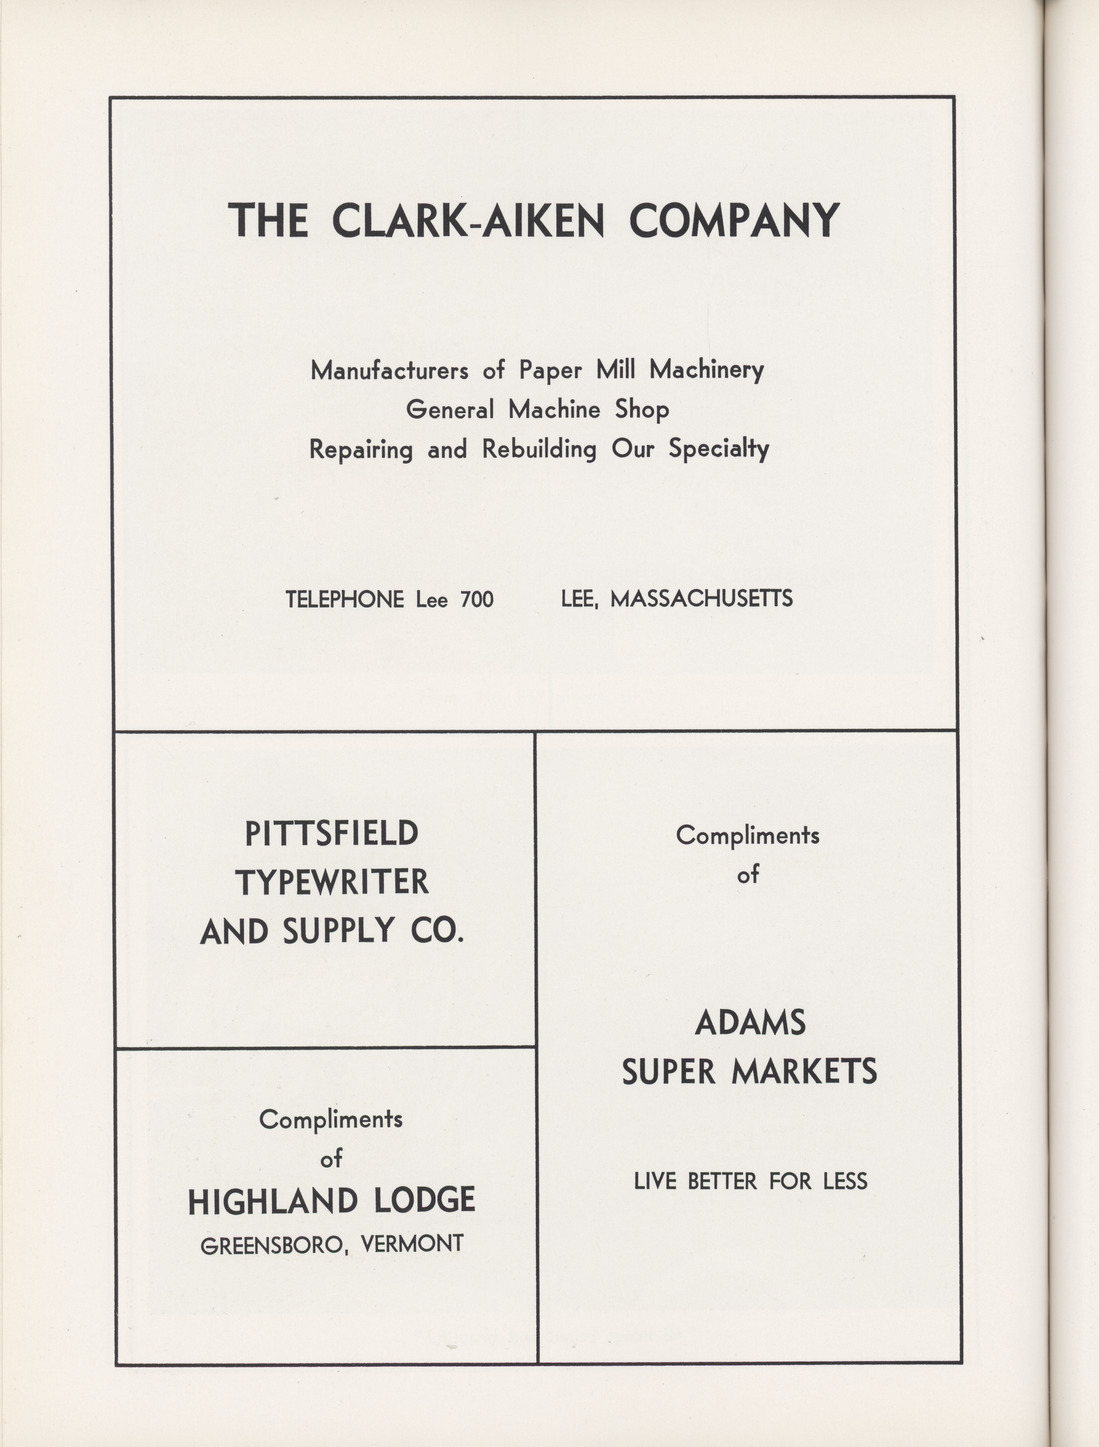 THE CLARK-AIKEN COMPANY
Manufacturers of Paper Mill Machinery
General Machine Shop
Repairing and Rebuilding Our Specialty
TELEPHONE Lee 700 LEE, MASSACHUSETTS
PITTSFIELD
TYPEWRITER
AND SUPPLY CO.
Compliments
of
HIGHLAND LODGE
GREENSBORO, VERMONT
Compliments
of
ADAMS
SUPER MARKETS
LIVE BETTER FOR LESS